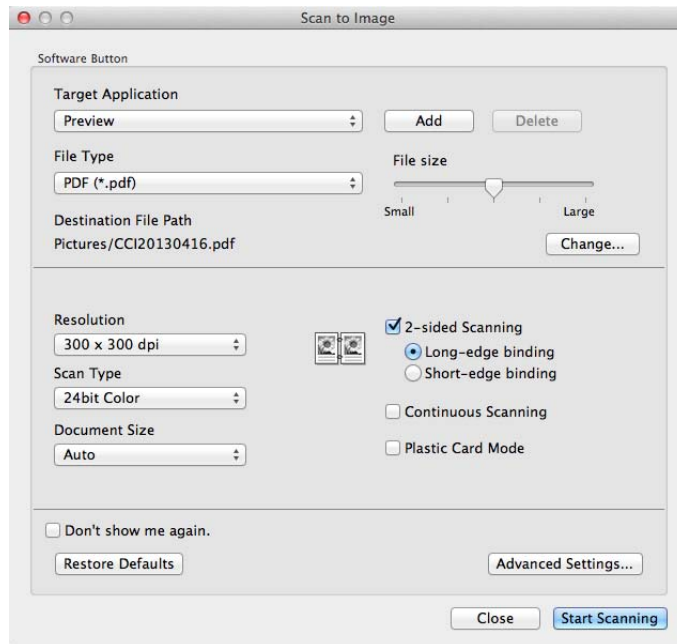 Scan to Image
Software Button
Target Application
Preview
Add
Delete
File Type
PDF (*.pdf)
File size
Small
Large
Destination File Path
Pictures/CCI20130416.pdf
Change...
Resolution
300 x 300 dpi
Scan Type
24bit Color
Document Size
Auto
2-sided Scanning
Long-edge binding
Short-edge binding
Continuous Scanning
Plastic Card Mode
Don't show me again.
Restore Defaults
Advanced Settings...
Close
Start Scanning